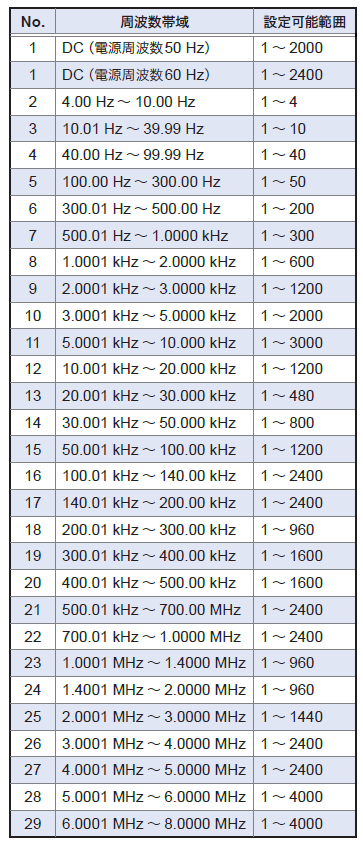 No. 周波数帯域 設定可能範囲
1 DC（電源周波数50 Hz） 1～2000
1 DC（電源周波数60 Hz） 1～2400
2 4.00 Hz～10.00 Hz 1～4
3 10.01 Hz～39.99 Hz 1～10
4 40.00 Hz～99.99 Hz 1～40
5 100.00 Hz～300.00 Hz 1～50
6 300.01 Hz～500.00 Hz 1～200
7 500.01 Hz～1.0000 kHz 1～300
8 1.0001 kHz～2.0000 kHz 1～600
9 2.0001 kHz～3.0000 kHz 1～1200
10 3.0001 kHz～5.0000 kHz 1～2000
11 5.0001 kHz～10.000 kHz 1～3000
12 10.001 kHz～20.000 kHz 1～1200
13 20.001 kHz～30.000 kHz 1～480
14 30.001 kHz～50.000 kHz 1～800
15 50.001 kHz～100.00 kHz 1～1200
16 100.01 kHz～140.00 kHz 1～2400
17 140.01 kHz～200.00 kHz 1～2400
18 200.01 kHz～300.00 kHz 1～960
19 300.01 kHz～400.00 kHz 1～1600
20 400.01 kHz～500.00 kHz 1～1600
21 500.01 kHz～700.00 MHz 1～2400
22 700.01 kHz～1.0000 MHz 1～2400
23 1.0001 MHz～1.4000 MHz 1～960
24 1.4001 MHz～2.0000 MHz 1～960
25 2.0001 MHz～3.0000 MHz 1～1440
26 3.0001 MHz～4.0000 MHz 1～2400
27 4.0001 MHz～5.0000 MHz 1～2400
28 5.0001 MHz～6.0000 MHz 1～4000
29 6.0001 MHz～8.0000 MHz 1～4000